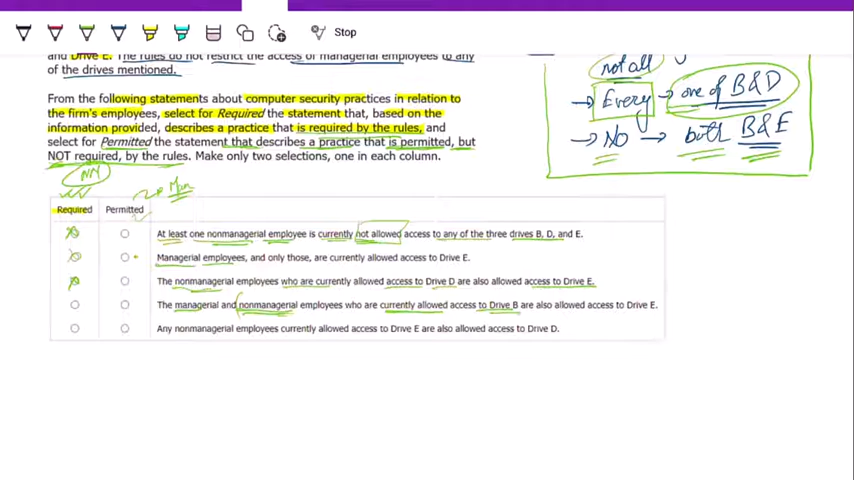 Stop
and Drive E. The rules do not restrict the access of managerial employees to any
of the drives mentioned.
From the following statements about computer security practices in relation to
the firm's employees, select for Required the statement that, based on the
information provided, describes a practice that is required by the rules, and
select for Permitted the statement that describes a practice that is permitted, but
NOT required, by the rules. Make only two selections, one in each column.
not all
→ Every → one of B&D
→ No → both B&E
NN
Man
Required Permitted
At least one nonmanagerial employee is currently not allowed access to any of the three drives B, D, and E.
Managerial employees, and only those, are currently allowed access to Drive E.
The nonmanagerial employees who are currently allowed access to Drive D are also allowed access to Drive E.
The managerial and nonmanagerial employees who are currently allowed access to Drive B are also allowed access to Drive E.
Any nonmanagerial employees currently allowed access to Drive E are also allowed access to Drive D.